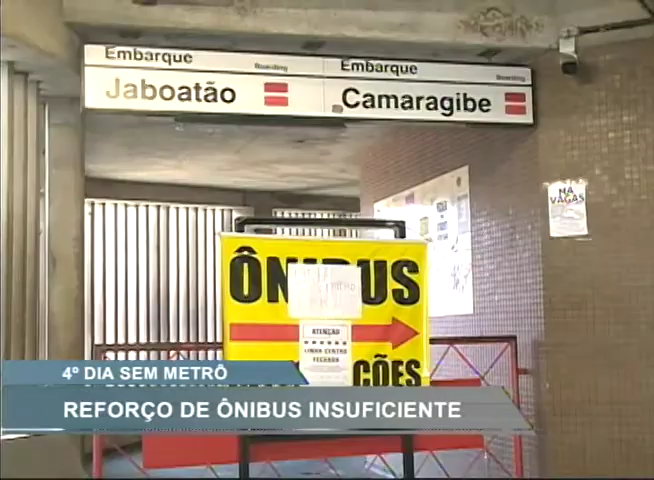 Embarque
Boarding
Jaboatão
Embarque
Boarding
Camaragibe
NA
VAGAS
ÔNIBUS
ATENÇÃO
LINHA CENTRO
FECHADA
ÇÕES
4º DIA SEM METRÔ
REFORÇO DE ÔNIBUS INSUFICIENTE